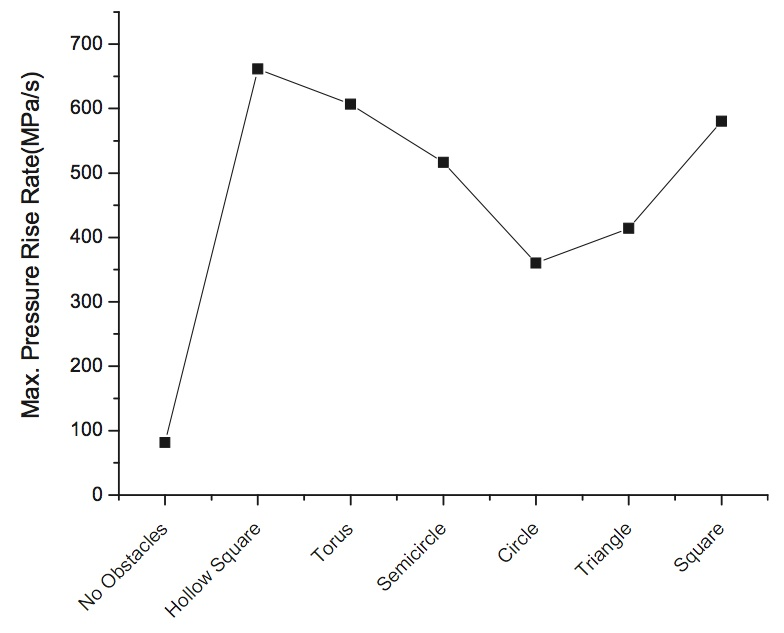 Max. Pressure Rise Rate(MPa/s)
700
600
500
400
300
200
100
0
No Obstacles
Hollow Square
Torus
Semicircle
Circle
Triangle
Square